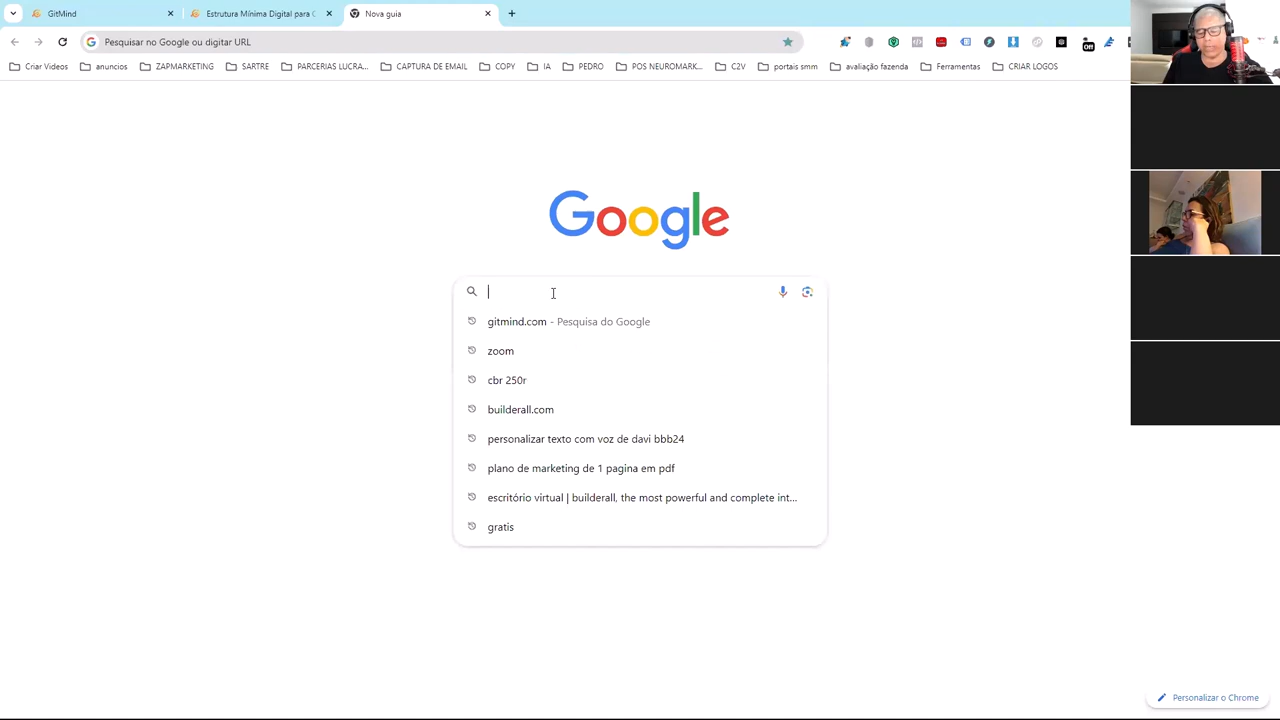 GitMind
Estrutura Mínima Digital para C
Nova guia
Pesquisar no Google ou digitar URL
Off
Criar Videos
anuncios
ZAPMARKETING
SARTRE
PARCERIAS LUCRA...
CAPTURA DE EMAIL
IA
PEDRO
POS NEUROMARK...
C2V
portais smm
avaliação fazenda
Ferramentas
CRIAR LOGOS
Google
gitmind.com - Pesquisa do Google
zoom
cbr 250r
builderall.com
personalizar texto com voz de davi bbb24
plano de marketing de 1 pagina em pdf
escritório virtual | builderall, the most powerful and complete int...
gratis
Personalizar o Chrome